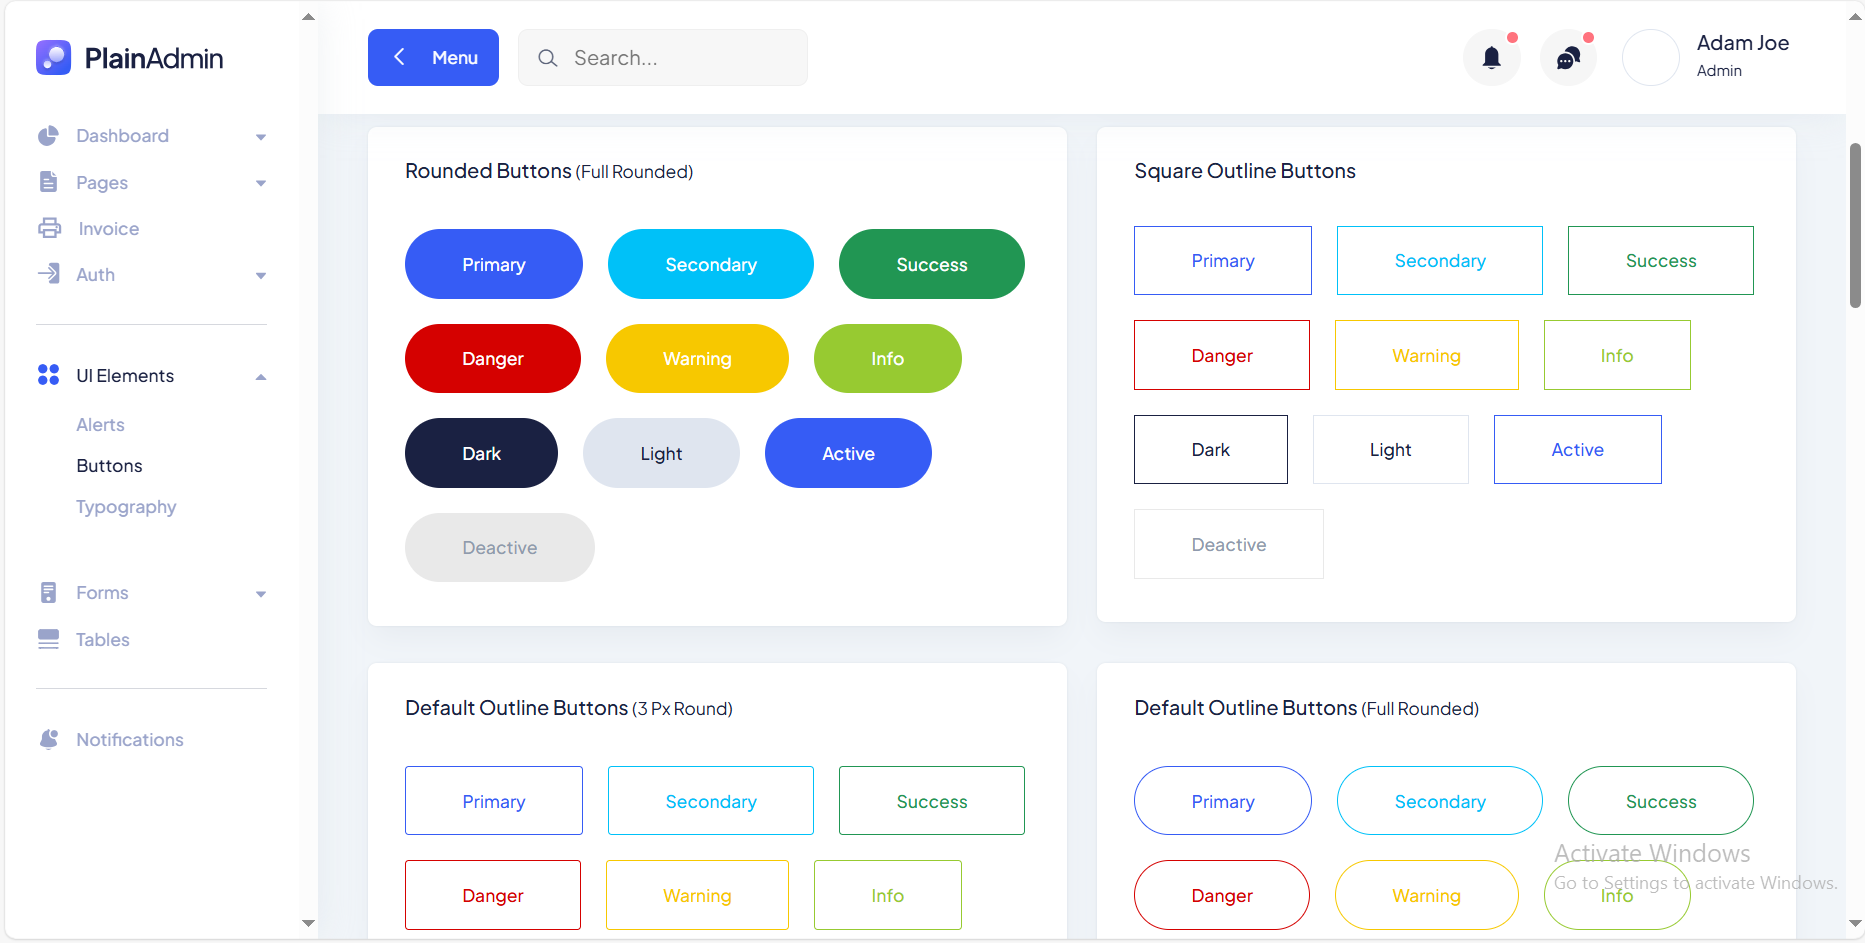 PlainAdmin
Dashboard
Pages
Invoice
Auth
UI Elements
Alerts
Buttons
Typography
Forms
Tables
Notifications
Menu
Search...
Adam Joe
Admin
Rounded Buttons (Full Rounded)
Primary Secondary Success
Danger Warning Info
Dark Light Active
Deactive
Square Outline Buttons
Primary Secondary Success
Danger Warning Info
Dark Light Active
Deactive
Default Outline Buttons (3 Px Round)
Primary Secondary Success
Danger Warning Info
Default Outline Buttons (Full Rounded)
Primary Secondary Success
Danger Warning Info
Activate Windows
Go to Settings to activate Windows.